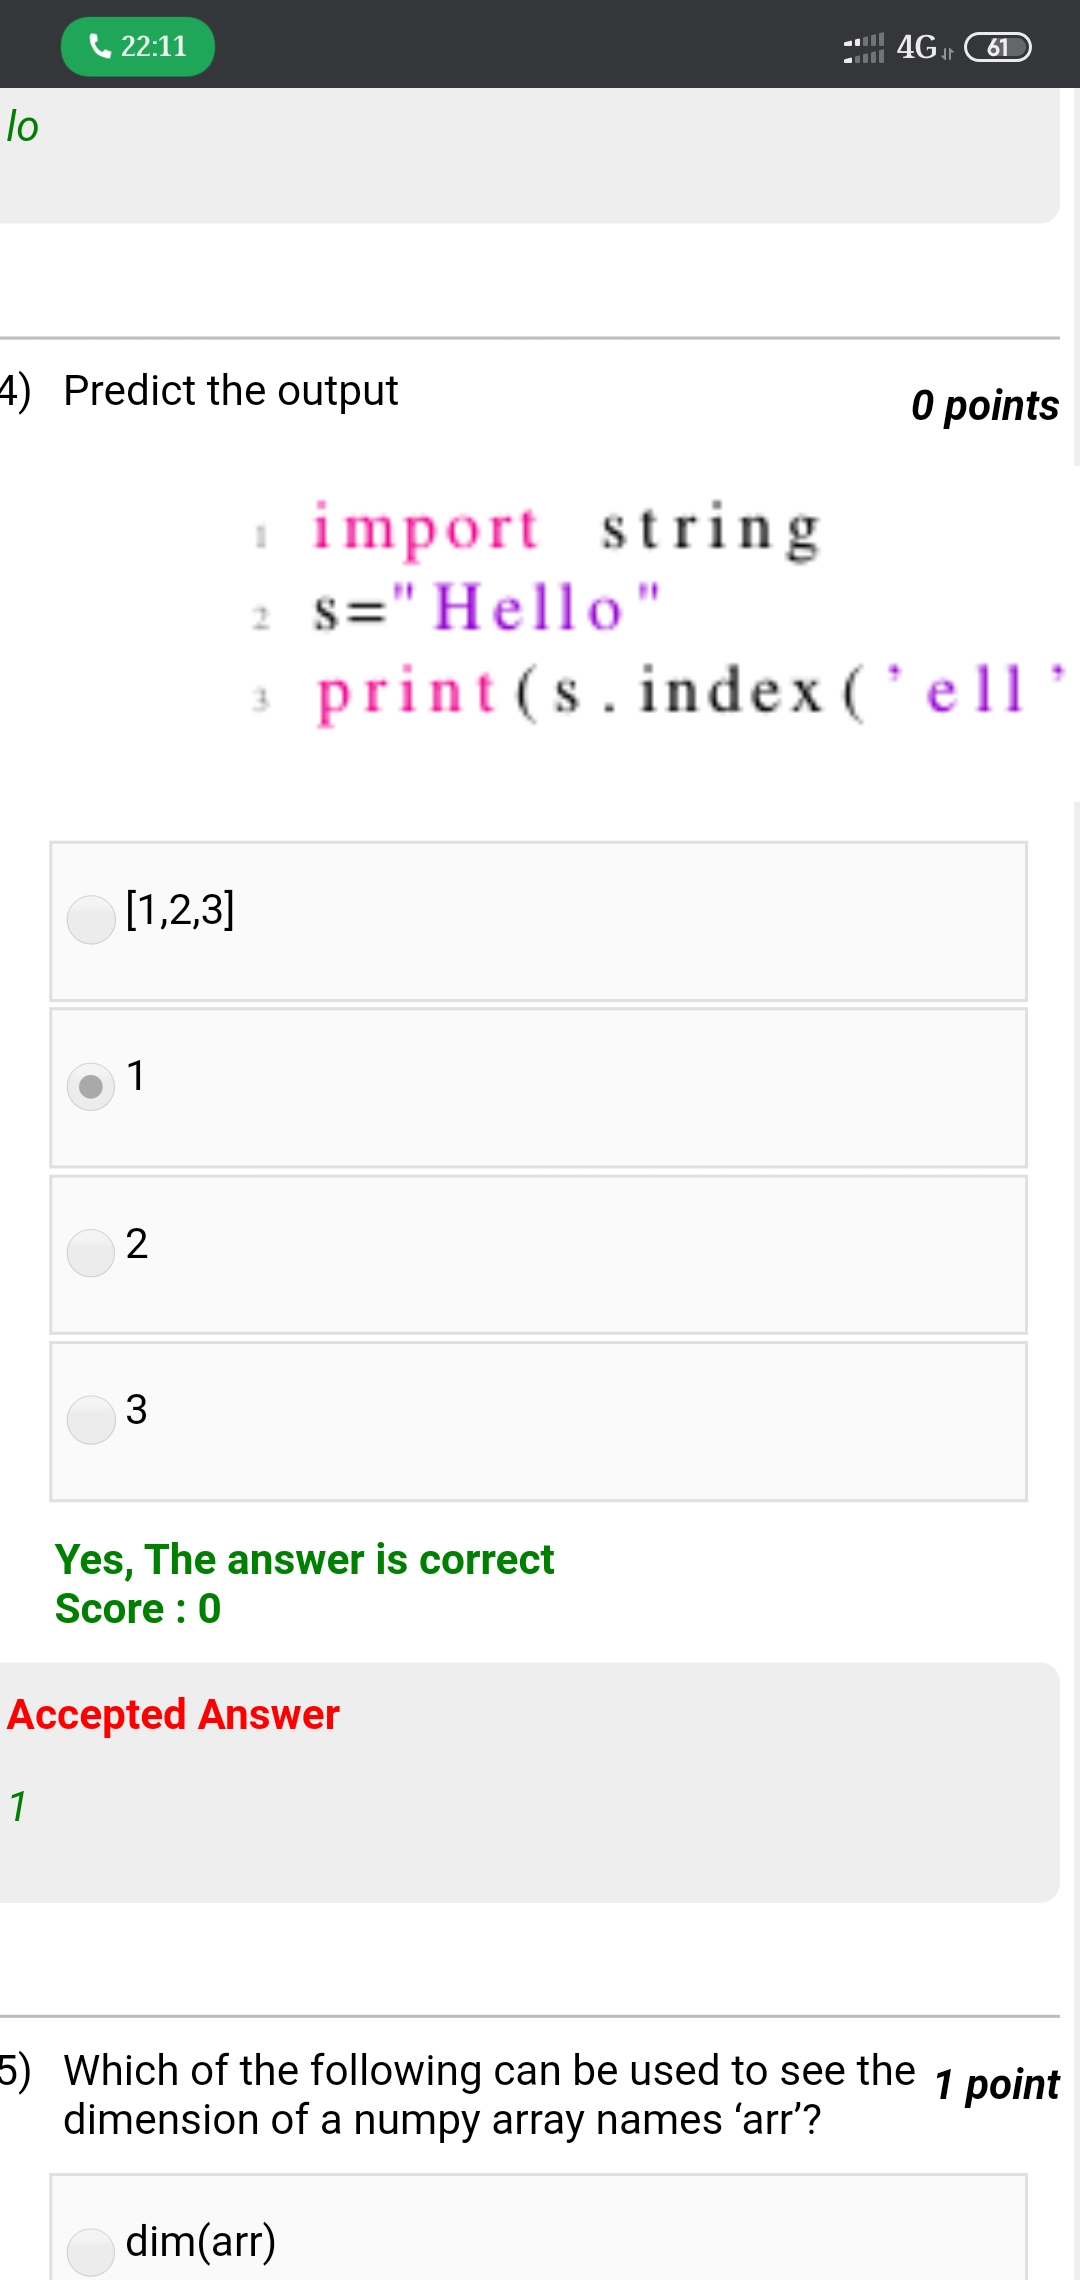 22:11 4G 61
lo
4) Predict the output
0 points
1 import string
2 s="Hello"
3 print(s.index('ell'
[1,2,3]
1
2
3
Yes, The answer is correct
Score : 0
Accepted Answer
1
5) Which of the following can be used to see the 1 point
dimension of a numpy array names ‘arr’?
dim(arr)